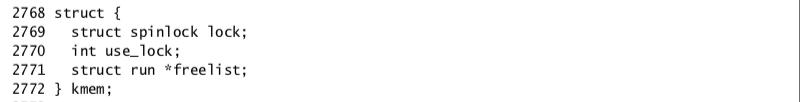 2768 struct {
2769   struct spinlock lock;
2770   int use_lock;
2771   struct run *freelist;
2772 } kmem;